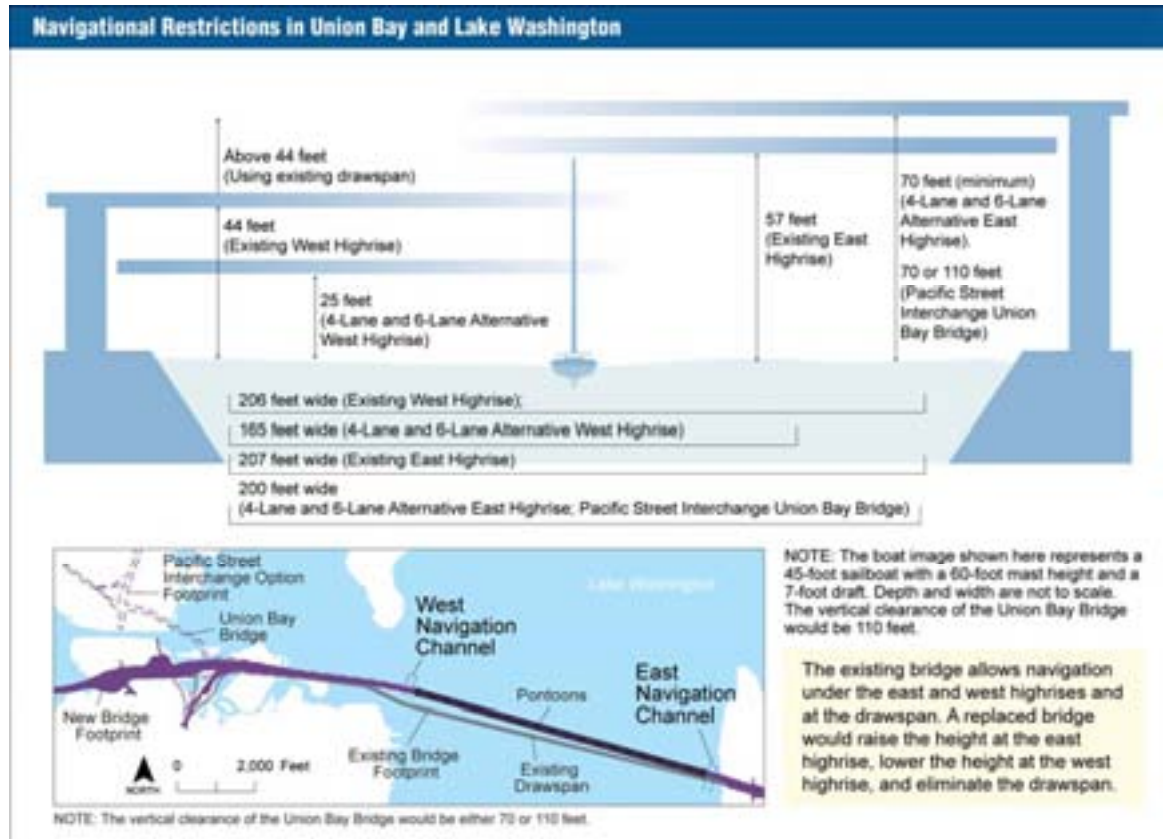 Navigational Restrictions in Union Bay and Lake Washington
Above 44 feet
(Using existing drawspan)
44 feet
(Existing West Highrise)
25 feet
(4-Lane and 6-Lane Alternative
West Highrise)
57 feet
(Existing East
Highrise)
70 feet (minimum)
(4-Lane and 6-Lane
Alternative East
Highrise).
70 or 110 feet
(Pacific Street
Interchange Union
Bay Bridge)
206 feet wide (Existing West Highrise);
165 feet wide (4-Lane and 6-Lane Alternative West Highrise)
207 feet wide (Existing East Highrise)
200 feet wide
(4-Lane and 6-Lane Alternative East Highrise; Pacific Street Interchange Union Bay Bridge)
Pacific Street
Interchange Option
Footprint
Union Bay
Bridge
West
Navigation
Channel
Lake Washington
East
Navigation
Channel
Pontoons
New Bridge
Footprint
Existing Bridge
Footprint
Existing
Drawspan
NORTH
0 2,000 Feet
NOTE: The vertical clearance of the Union Bay Bridge would be either 70 or 110 feet.
NOTE: The boat image shown here represents a
45-foot sailboat with a 60-foot mast height and a
7-foot draft. Depth and width are not to scale.
The vertical clearance of the Union Bay Bridge
would be 110 feet.
The existing bridge allows navigation
under the east and west highrises and
at the drawspan. A replaced bridge
would raise the height at the east
highrise, lower the height at the west
highrise, and eliminate the drawspan.